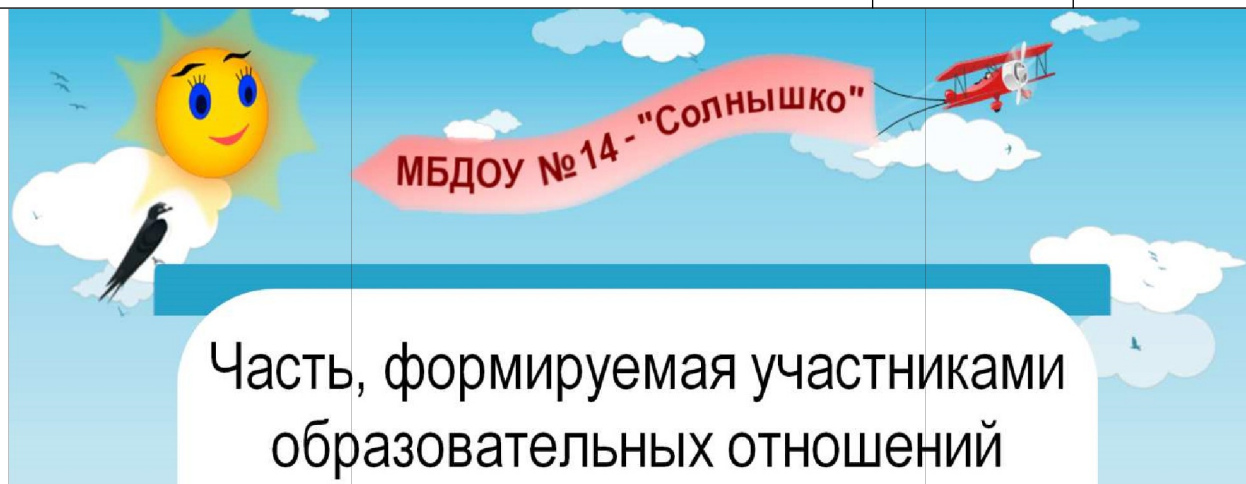 МБДОУ №14 - "Солнышко"
Часть, формируемая участниками
образовательных отношений